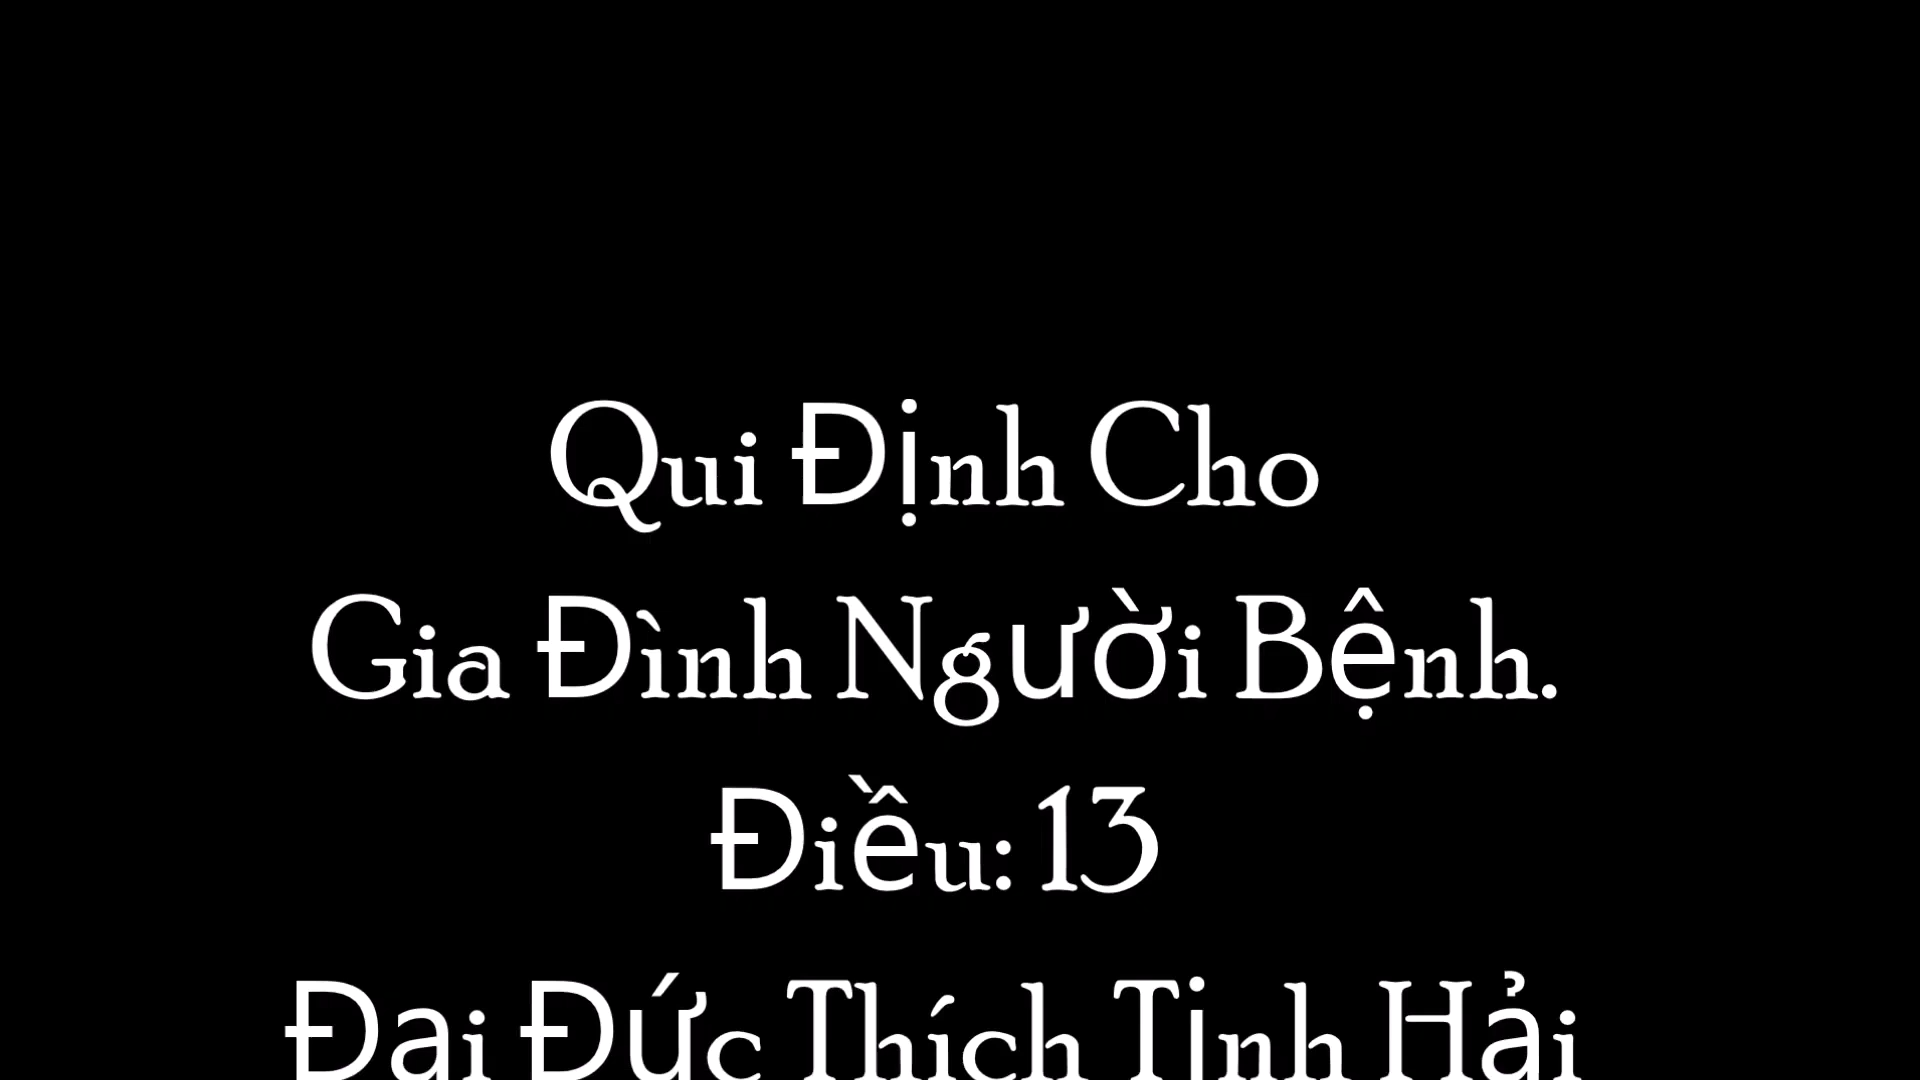 Qui Định Cho
Gia Đình Người Bệnh.
Điều: 13
Đại Đức Thích Tịnh Hải